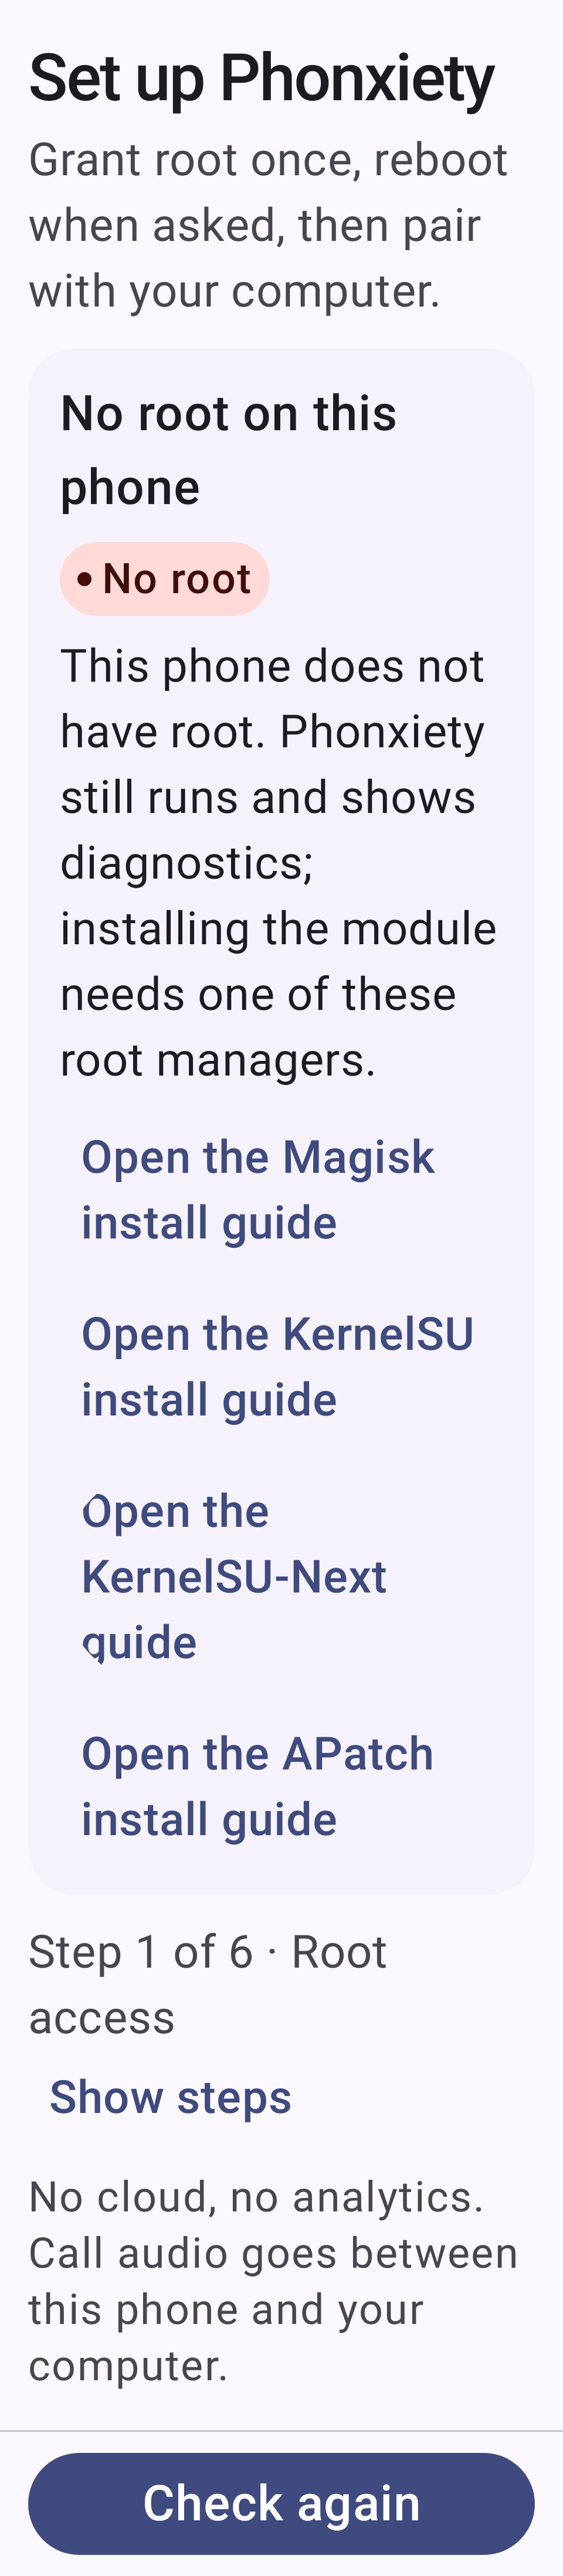 Set up Phonxiety
Grant root once, reboot
when asked, then pair
with your computer.
No root on this
phone
• No root
This phone does not
have root. Phonxiety
still runs and shows
diagnostics;
installing the module
needs one of these
root managers.
Open the Magisk
install guide
Open the KernelSU
install guide
Open the
KernelSU-Next
guide
Open the APatch
install guide
Step 1 of 6 · Root
access
Show steps
No cloud, no analytics.
Call audio goes between
this phone and your
computer.
Check again